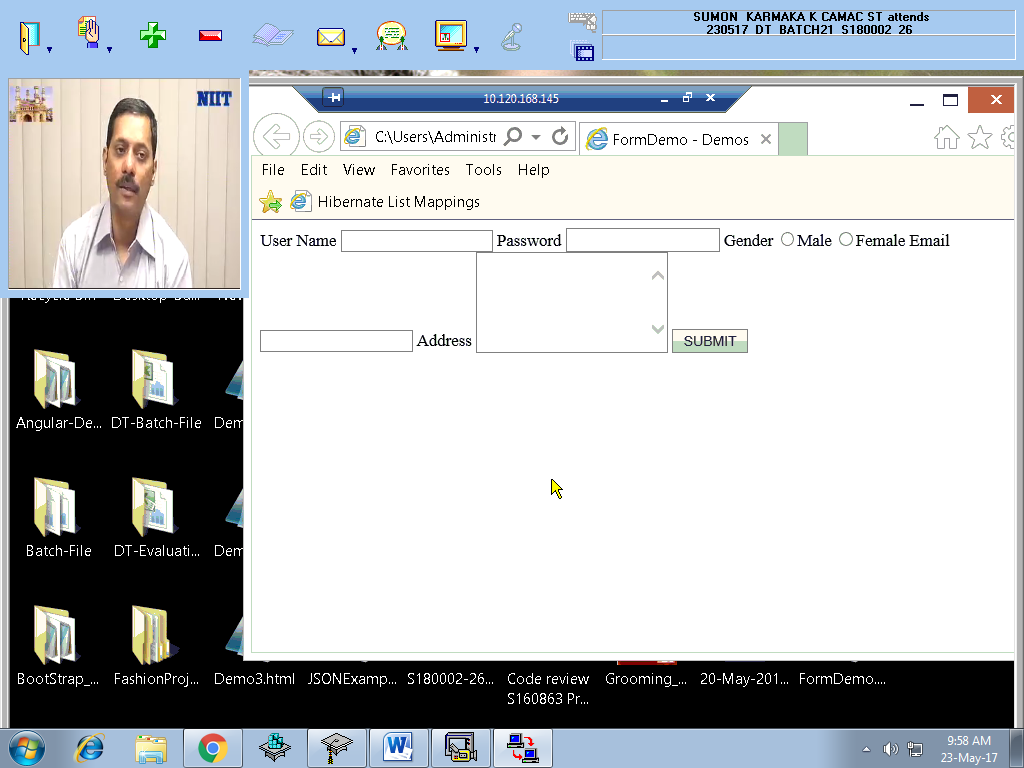 SUMON KARMAKA K CAMAC ST attends
230517 DT BATCH21 S180002 26
NIIT
10.120.168.145
C:\Users\Administr
FormDemo - Demos
File Edit View Favorites Tools Help
Hibernate List Mappings
User Name Password Gender Male Female Email
Address SUBMIT
Angular-De... DT-Batch-File Dem
Batch-File DT-Evaluati... Dem
BootStrap_... FashionProj... Demo3.html JSONExamp... S180002-26... Code review Grooming_... 20-May-201... FormDemo....
S160863 Pr...
9:58 AM
23-May-17